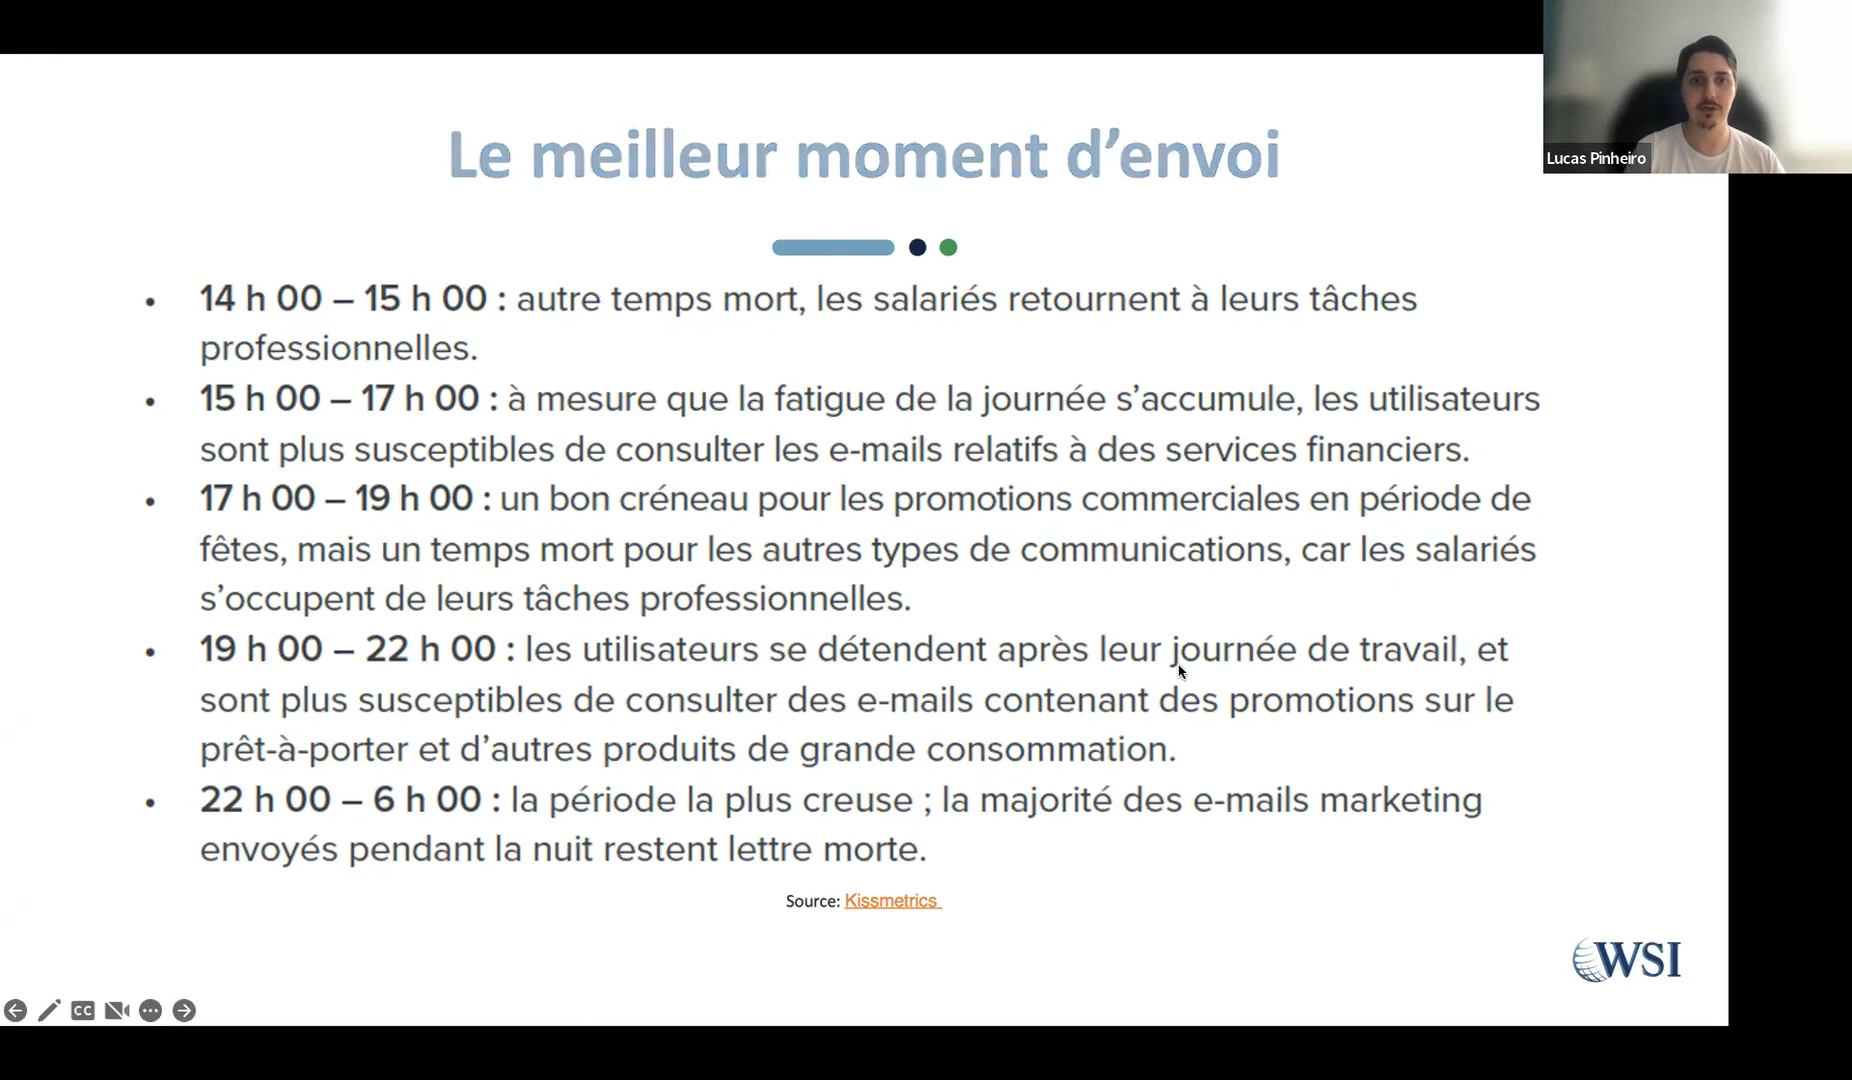 Lucas Pinheiro
Le meilleur moment d’envoi
• 14 h 00 – 15 h 00 : autre temps mort, les salariés retournent à leurs tâches
professionnelles.
• 15 h 00 – 17 h 00 : à mesure que la fatigue de la journée s’accumule, les utilisateurs
sont plus susceptibles de consulter les e-mails relatifs à des services financiers.
• 17 h 00 – 19 h 00 : un bon créneau pour les promotions commerciales en période de
fêtes, mais un temps mort pour les autres types de communications, car les salariés
s’occupent de leurs tâches professionnelles.
• 19 h 00 – 22 h 00 : les utilisateurs se détendent après leur journée de travail, et
sont plus susceptibles de consulter des e-mails contenant des promotions sur le
prêt-à-porter et d’autres produits de grande consommation.
• 22 h 00 – 6 h 00 : la période la plus creuse ; la majorité des e-mails marketing
envoyés pendant la nuit restent lettre morte.
Source: Kissmetrics
WSI
CC